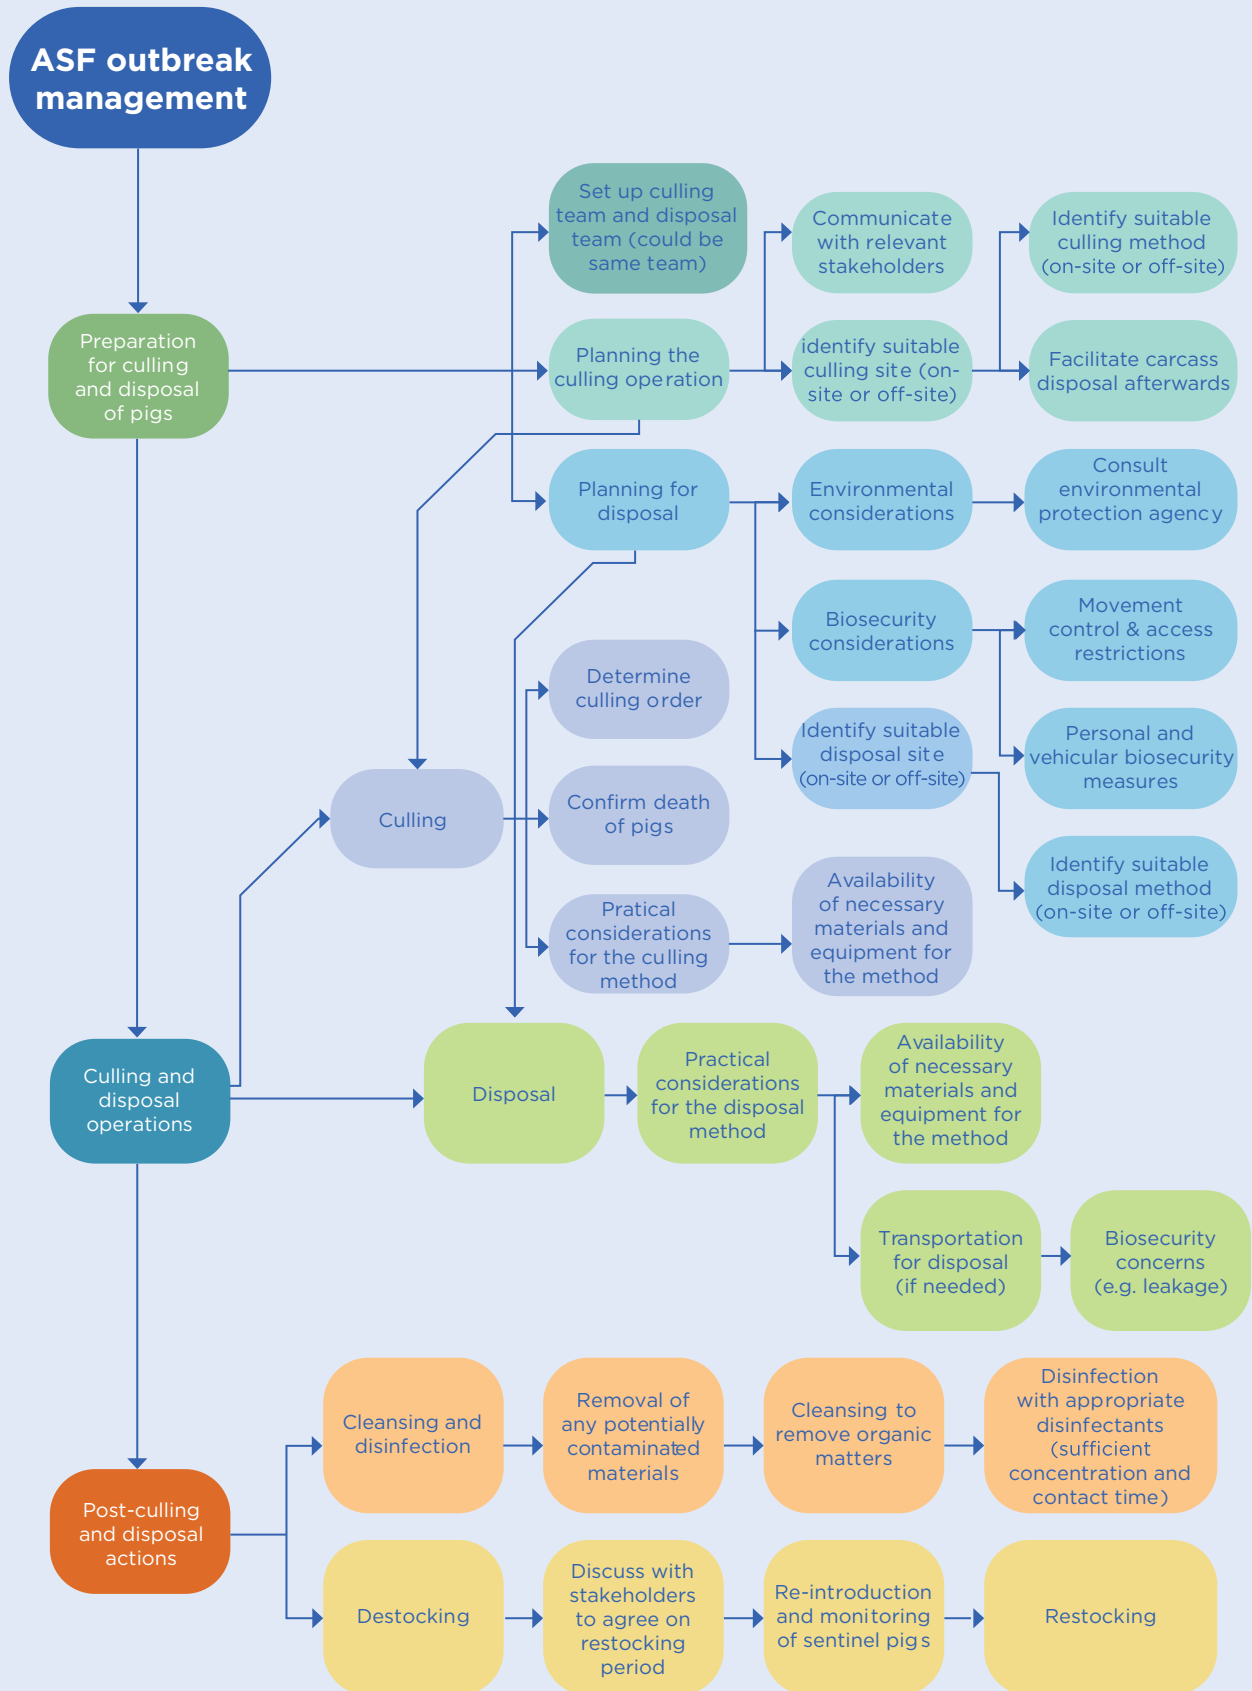 ASF outbreak
management
Set up culling
team and disposal
team (could be
same team)
Communicate
with relevant
stakeholders
Identify suitable
culling method
(on-site or off-site)
Preparation
for culling
and disposal
of pigs
Planning the
culling operation
identify suitable
culling site (on-
site or off-site)
Facilitate carcass
disposal afterwards
Planning for
disposal
Environmental
considerations
Consult
environmental
protection agency
Biosecurity
considerations
Movement
control & access
restrictions
Determine
culling order
Identify suitable
disposal site
(on-site or off-site)
Personal and
vehicular biosecurity
measures
Culling
Confirm death
of pigs
Identify suitable
disposal method
(on-site or off-site)
Pratical
considerations
for the culling
method
Availability
of necessary
materials and
equipment for
the method
Culling and
disposal
operations
Disposal
Practical
considerations
for the disposal
method
Availability
of necessary
materials and
equipment for
the method
Transportation
for disposal
(if needed)
Biosecurity
concerns
(e.g. leakage)
Post-culling
and disposal
actions
Cleansing and
disinfection
Removal of
any potentially
contaminated
materials
Cleansing to
remove organic
matters
Disinfection
with appropriate
disinfectants
(sufficient
concentration and
contact time)
Destocking
Discuss with
stakeholders
to agree on
restocking
period
Re-introduction
and monitoring
of sentinel pigs
Restocking